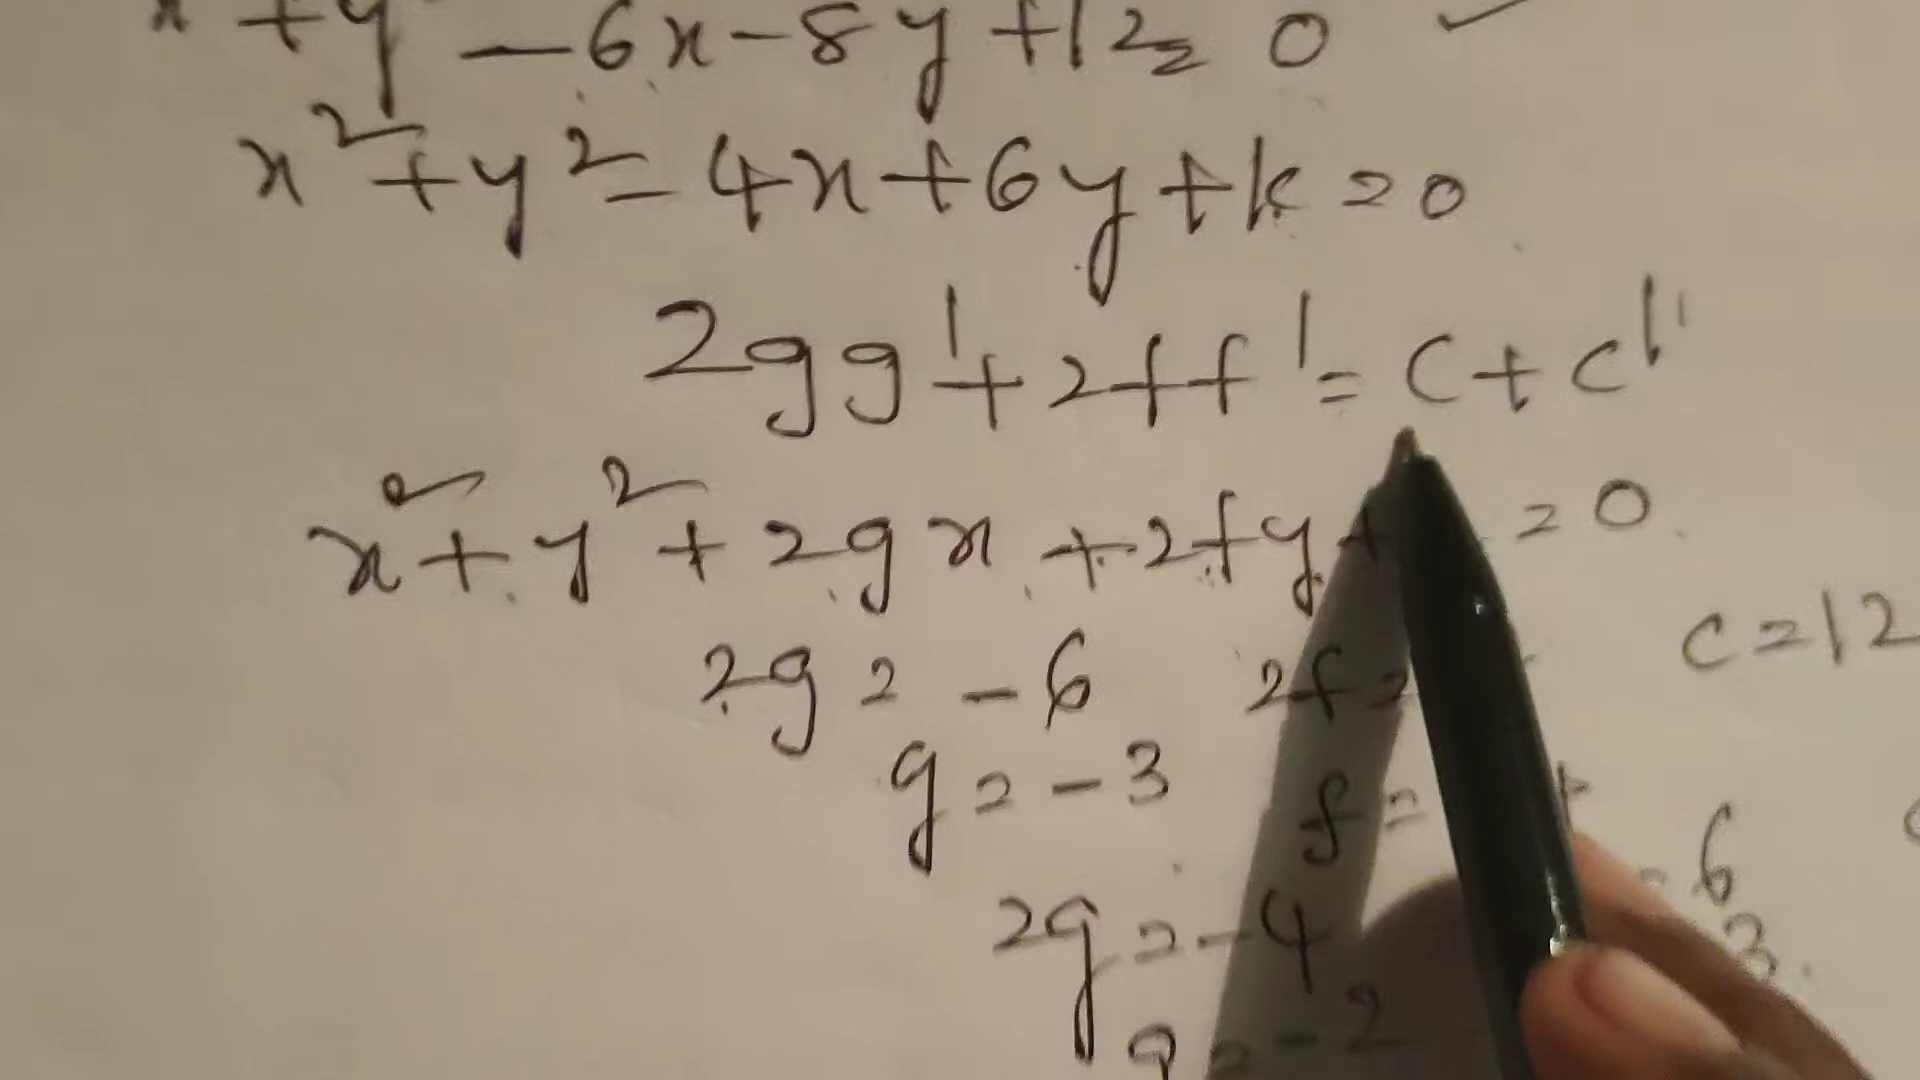 x + y - 6x - 8y + 12 = 0 ✓
x² + y² - 4x + 6y + k = 0
2gg' + 2ff' = c + c'
x² + y² + 2gx + 2fy + = 0
2g = -6 2f = c = 12
g = -3 f =
6
2g = -4 3.
g = -2